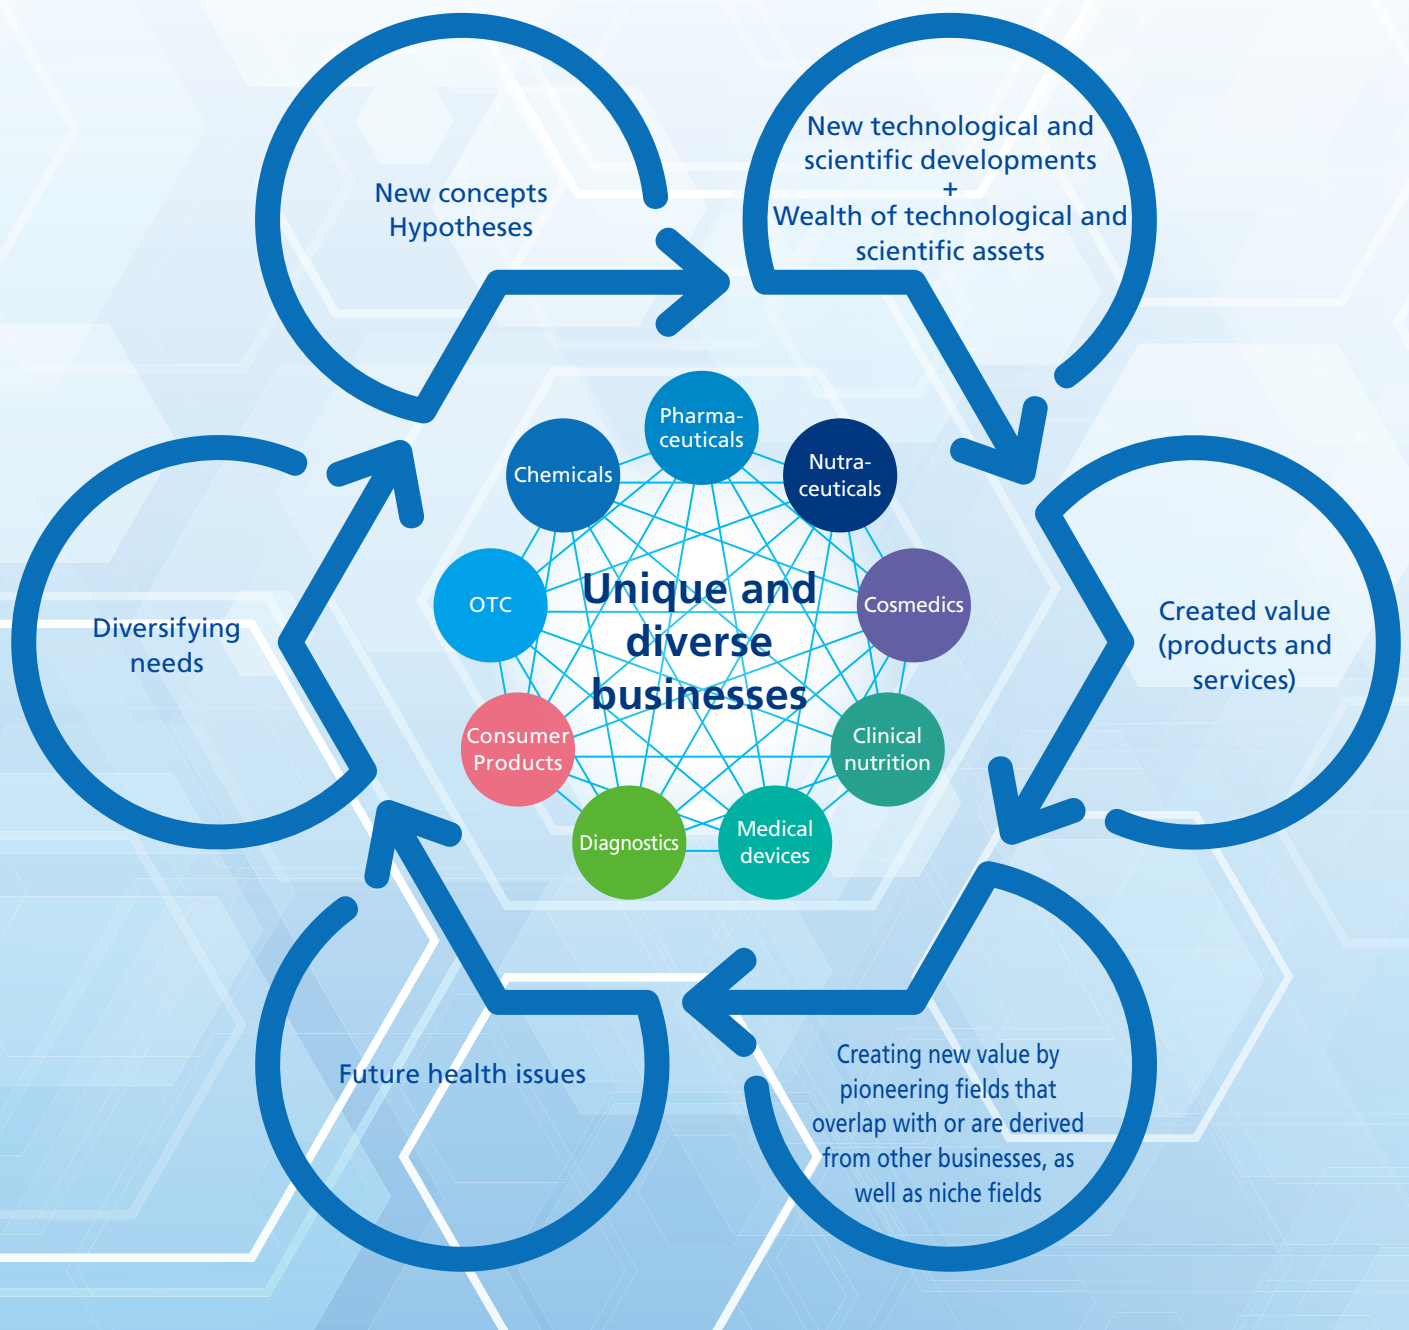 New concepts
Hypotheses
New technological and
scientific developments
+
Wealth of technological and
scientific assets
Created value
(products and
services)
Creating new value by
pioneering fields that
overlap with or are derived
from other businesses, as
well as niche fields
Future health issues
Diversifying
needs
Unique and
diverse
businesses
Pharma-
ceuticals
Nutra-
ceuticals
Cosmedics
Clinical
nutrition
Medical
devices
Diagnostics
Consumer
Products
OTC
Chemicals